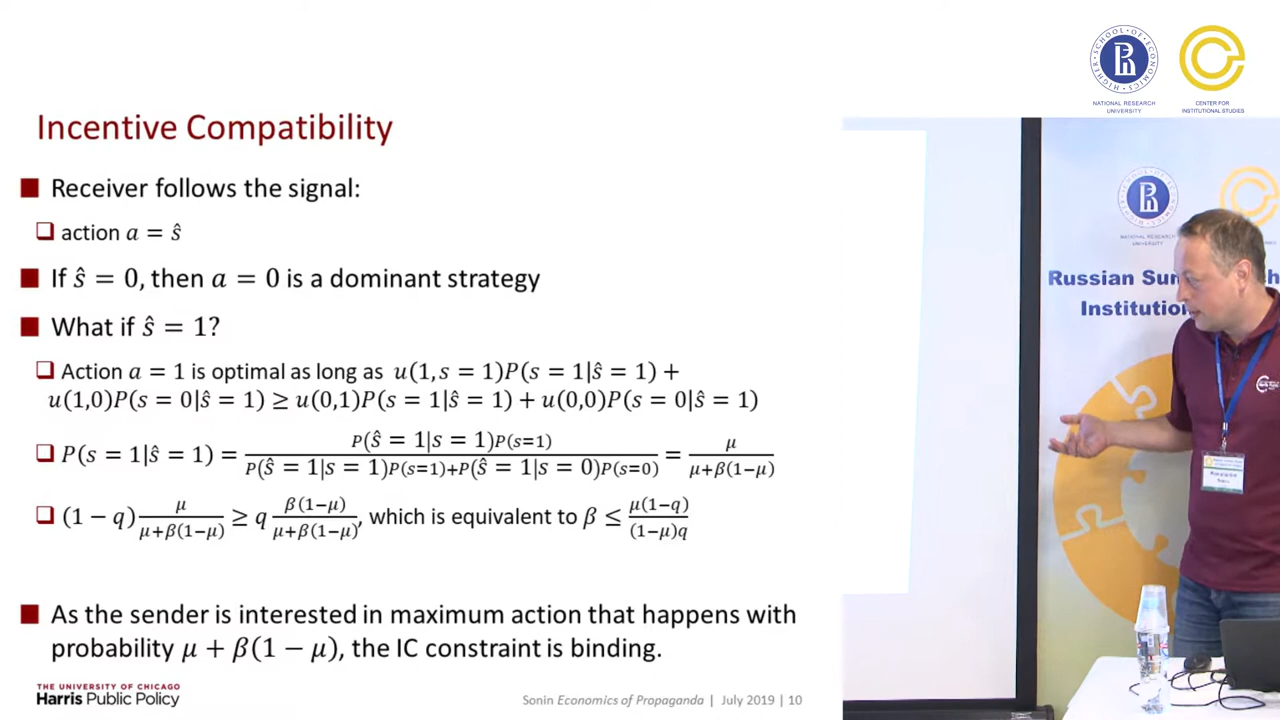 NATIONAL RESEARCH
UNIVERSITY
CENTER FOR
INSTITUTIONAL STUDIES
Incentive Compatibility
Receiver follows the signal:
action a = ŝ
If ŝ = 0, then a = 0 is a dominant strategy
What if ŝ = 1?
Action a = 1 is optimal as long as u(1, s = 1)P(s = 1|ŝ = 1) +
u(1,0)P(s = 0|ŝ = 1) ≥ u(0,1)P(s = 1|ŝ = 1) + u(0,0)P(s = 0|ŝ = 1)
P(s = 1|ŝ = 1) = P(ŝ = 1|s = 1)P(s=1) / P(ŝ = 1|s = 1)P(s=1)+P(ŝ = 1|s = 0)P(s=0) = μ / μ+β(1−μ)
(1 − q) μ / μ+β(1−μ) ≥ q β(1−μ) / μ+β(1−μ), which is equivalent to β ≤ μ(1−q) / (1−μ)q
As the sender is interested in maximum action that happens with
probability μ + β(1 − μ), the IC constraint is binding.
THE UNIVERSITY OF CHICAGO
Harris Public Policy
Sonin Economics of Propaganda | July 2019 | 10
Russian Sum
Institution